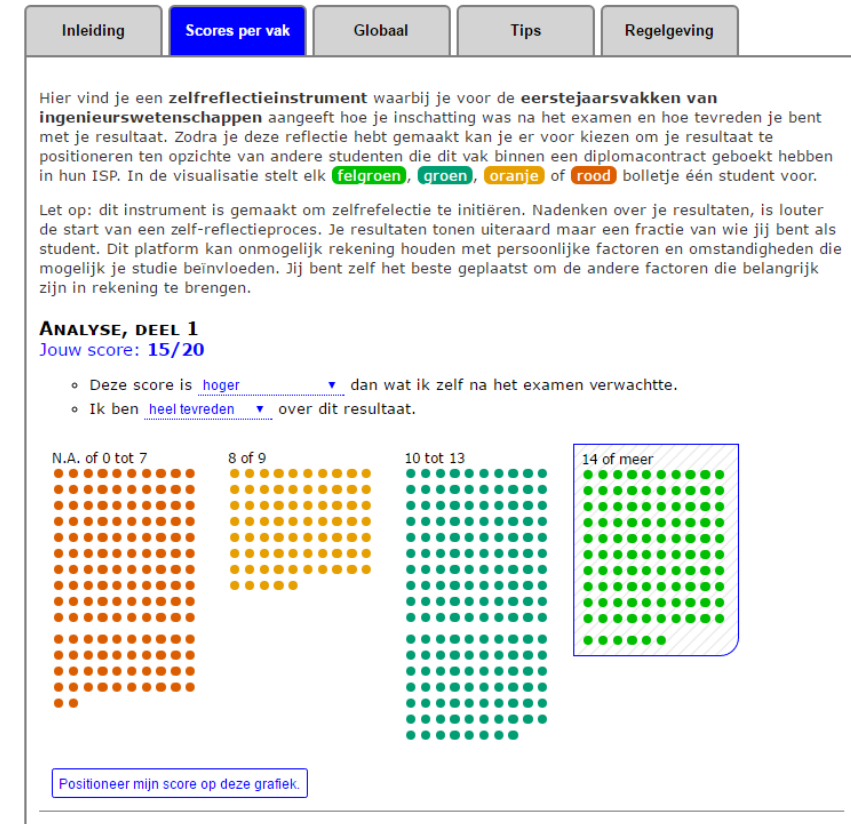 Inleiding
Scores per vak
Globaal
Tips
Regelgeving
Hier vind je een zelfreflectieinstrument waarbij je voor de eerstejaarsvakken van
ingenieurswetenschappen aangeeft hoe je inschatting was na het examen en hoe tevreden je bent
met je resultaat. Zodra je deze reflectie hebt gemaakt kan je er voor kiezen om je resultaat te
positioneren ten opzichte van andere studenten die dit vak binnen een diplomacontract geboekt hebben
in hun ISP. In de visualisatie stelt elk felgroen, groen, oranje of rood bolletje één student voor.
Let op: dit instrument is gemaakt om zelfrefelectie te initiëren. Nadenken over je resultaten, is louter
de start van een zelf-reflectieproces. Je resultaten tonen uiteraard maar een fractie van wie jij bent als
student. Dit platform kan onmogelijk rekening houden met persoonlijke factoren en omstandigheden die
mogelijk je studie beïnvloeden. Jij bent zelf het beste geplaatst om de andere factoren die belangrijk
zijn in rekening te brengen.
Analyse, deel 1
Jouw score: 15/20
Deze score is hoger dan wat ik zelf na het examen verwachtte.
Ik ben heel tevreden over dit resultaat.
N.A. of 0 tot 7
8 of 9
10 tot 13
14 of meer
Positioneer mijn score op deze grafiek.